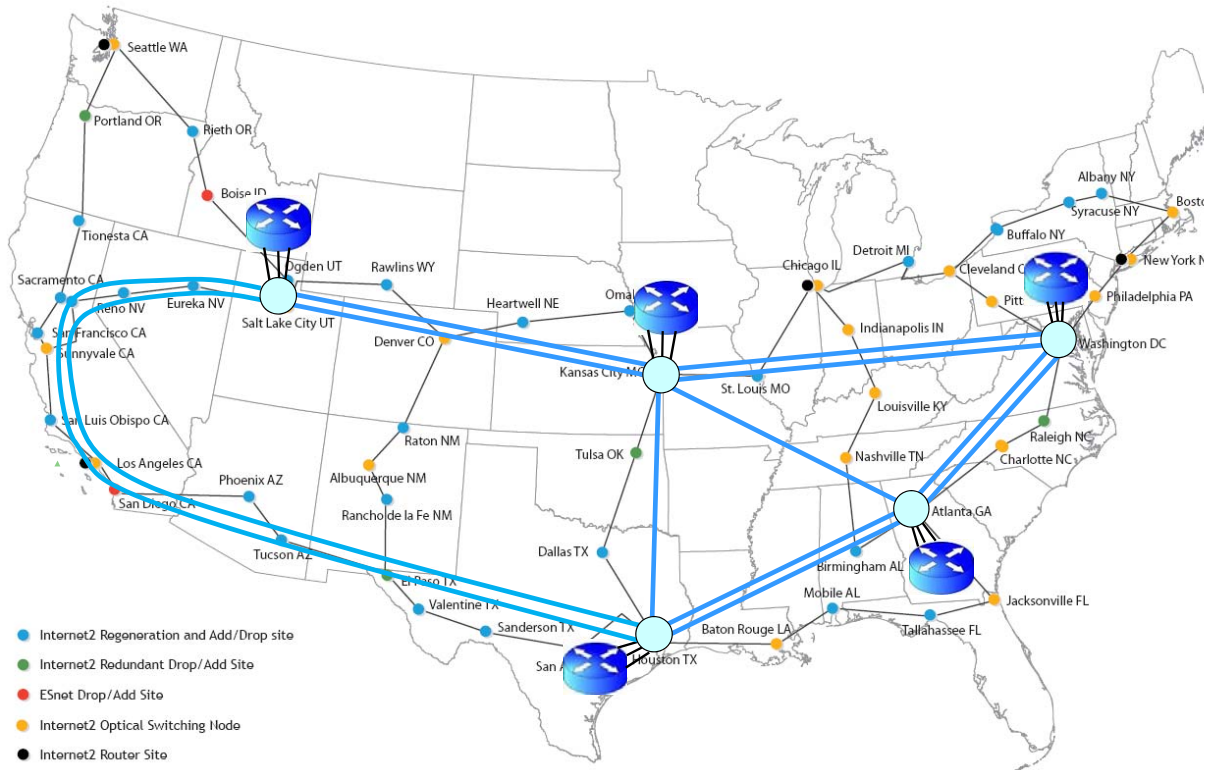 Seattle WA
Portland OR
Rieth OR
Boise ID
Tionesta CA
Albany NY
Syracuse NY
Boston
Buffalo NY
Detroit MI
Chicago IL
Cleveland
New York
Sacramento CA
Reno NV
Eureka NV
Ogden UT
Rawlins WY
Heartwell NE
Pitt
Philadelphia PA
San Francisco CA
Sunnyvale CA
Salt Lake City UT
Denver CO
Indianapolis IN
Washington DC
Kansas City MO
St. Louis MO
Louisville KY
San Luis Obispo CA
Raton NM
Tulsa OK
Nashville TN
Raleigh NC
Charlotte NC
Los Angeles CA
Phoenix AZ
Albuquerque NM
San Diego CA
Rancho de la Fe NM
Atlanta GA
Tucson AZ
Dallas TX
Birmingham AL
El Paso TX
Valentine TX
Mobile AL
Jacksonville FL
Sanderson TX
Baton Rouge LA
Tallahassee FL
San
Houston TX
Internet2 Regeneration and Add/Drop site
Internet2 Redundant Drop/Add Site
ESnet Drop/Add Site
Internet2 Optical Switching Node
Internet2 Router Site